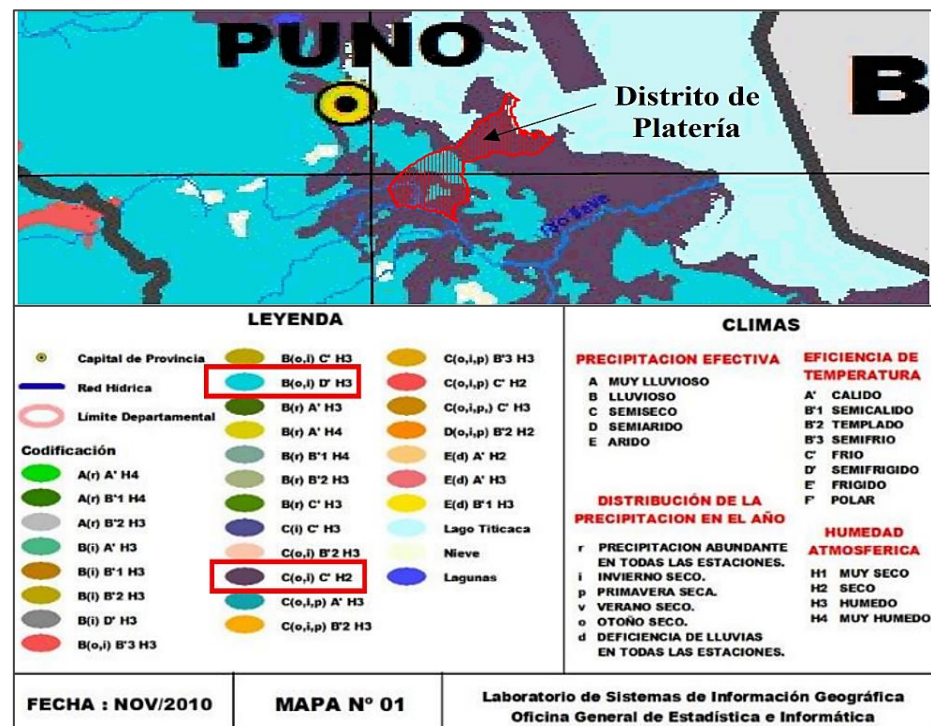 PUNO
B
Distrito de
Platería
Rio Ilave
LEYENDA
Capital de Provincia
Red Hídrica
Límite Departamental
Codificación
A(r) A' H4
A(r) B'1 H4
A(r) B'2 H3
B(i) A' H3
B(i) B'1 H3
B(i) B'2 H3
B(i) D' H3
B(o,i) B'3 H3
B(o,i) C' H3
B(o,i) D' H3
B(r) A' H3
B(r) A' H4
B(r) B'1 H4
B(r) B'2 H3
B(r) C' H3
C(i) C' H3
C(o,i) B'2 H3
C(o,i) C' H2
C(o,i,p) A' H3
C(o,i,p) B'2 H3
C(o,i,p) B'3 H3
C(o,i,p) C' H2
C(o,i,p,) C' H3
D(o,i,p) B'2 H2
E(d) A' H2
E(d) A' H3
E(d) B'1 H3
Lago Titicaca
Nieve
Lagunas
CLIMAS
PRECIPITACION EFECTIVA
A MUY LLUVIOSO
B LLUVIOSO
C SEMISECO
D SEMIARIDO
E ARIDO
EFICIENCIA DE
TEMPERATURA
A' CALIDO
B'1 SEMICALIDO
B'2 TEMPLADO
B'3 SEMIFRIO
C' FRIO
D' SEMIFRIGIDO
E' FRIGIDO
F' POLAR
DISTRIBUCIÓN DE LA
PRECIPITACION EN EL AÑO
r PRECIPITACION ABUNDANTE
EN TODAS LAS ESTACIONES.
i INVIERNO SECO.
p PRIMAVERA SECA.
v VERANO SECO.
o OTOÑO SECO.
d DEFICIENCIA DE LLUVIAS
EN TODAS LAS ESTACIONES.
HUMEDAD
ATMOSFERICA
H1 MUY SECO
H2 SECO
H3 HUMEDO
H4 MUY HUMEDO
FECHA : NOV/2010
MAPA Nº 01
Laboratorio de Sistemas de Información Geográfica
Oficina General de Estadística e Informática